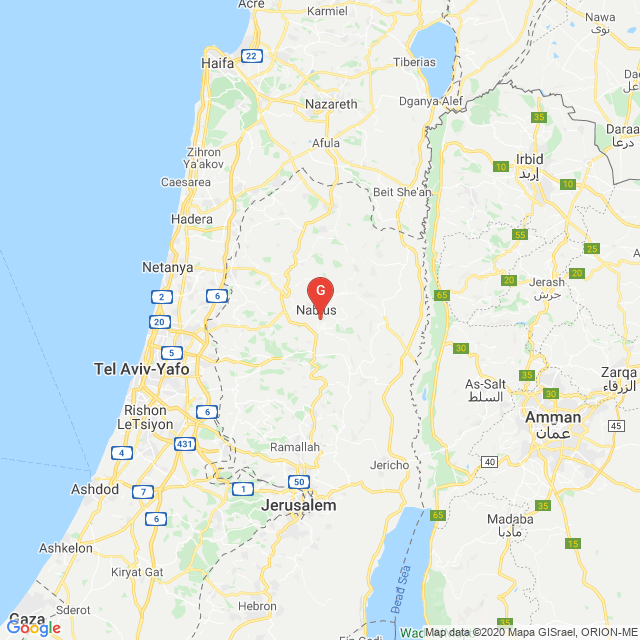 Acre
Karmiel
Nawa
نوى
Haifa
22
Tiberias
Nazareth
Dganya Alef
35
Daraa
درعا
Afula
Zihron
Ya'akov
Irbid
إربد
10
10
Caesarea
Beit She'an
Hadera
55
25
Netanya
20
20
Jerash
جرش
2
6
G
65
Nablus
20
30
5
Tel Aviv-Yafo
35
Zarqa
الزرقاء
As-Salt
السلط
30
Rishon
LeTsiyon
6
Amman
عمان
45
431
4
Ramallah
40
Jericho
Ashdod
7
1
50
Jerusalem
35
6
65
Madaba
مأدبا
15
Ashkelon
Kiryat Gat
Dead Sea
Hebron
Sderot
Gaza
Google
Map data ©2020 Mapa GISrael, ORION-ME